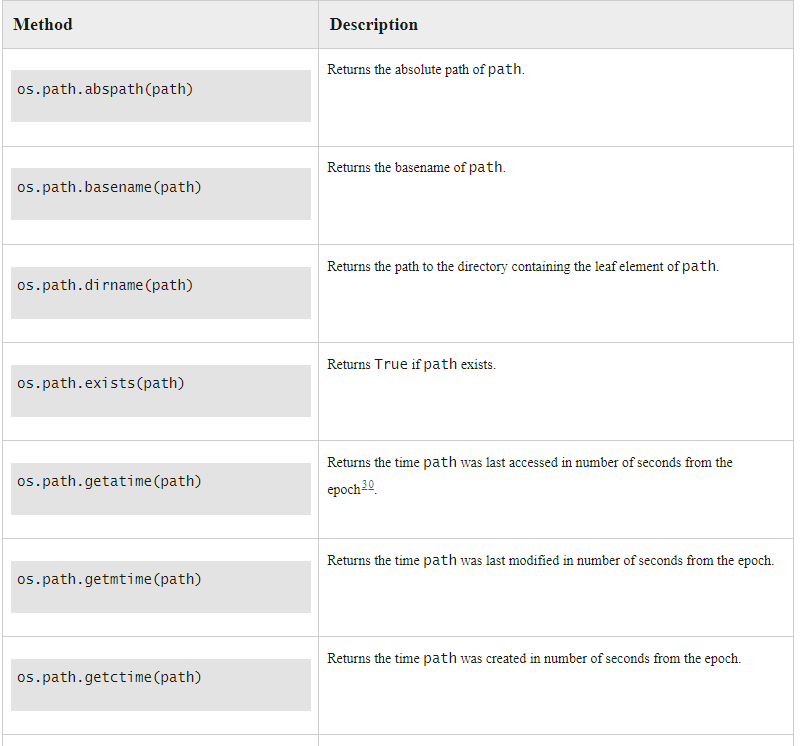 Method Description
os.path.abspath(path) Returns the absolute path of path.
os.path.basename(path) Returns the basename of path.
os.path.dirname(path) Returns the path to the directory containing the leaf element of path.
os.path.exists(path) Returns True if path exists.
os.path.getatime(path) Returns the time path was last accessed in number of seconds from the
epoch30.
os.path.getmtime(path) Returns the time path was last modified in number of seconds from the epoch.
os.path.getctime(path) Returns the time path was created in number of seconds from the epoch.